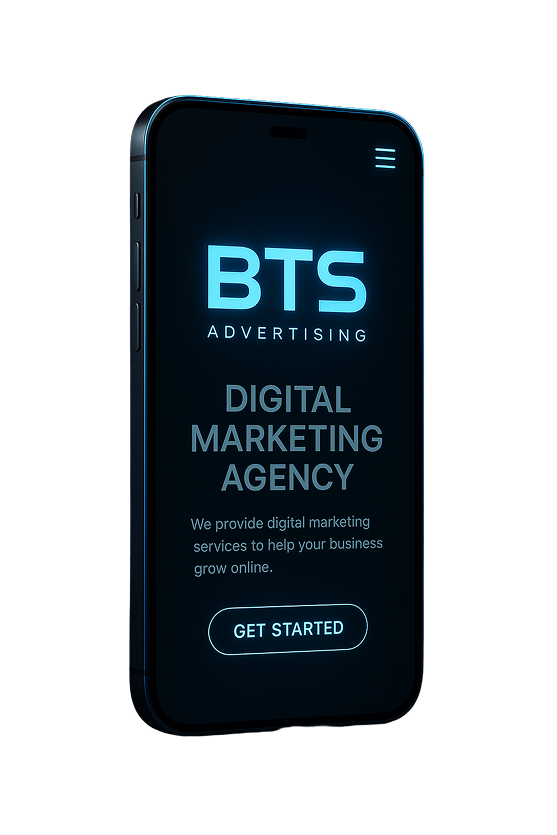 BTS
ADVERTISING
DIGITAL
MARKETING
AGENCY
We provide digital marketing
services to help your business
grow online.
GET STARTED